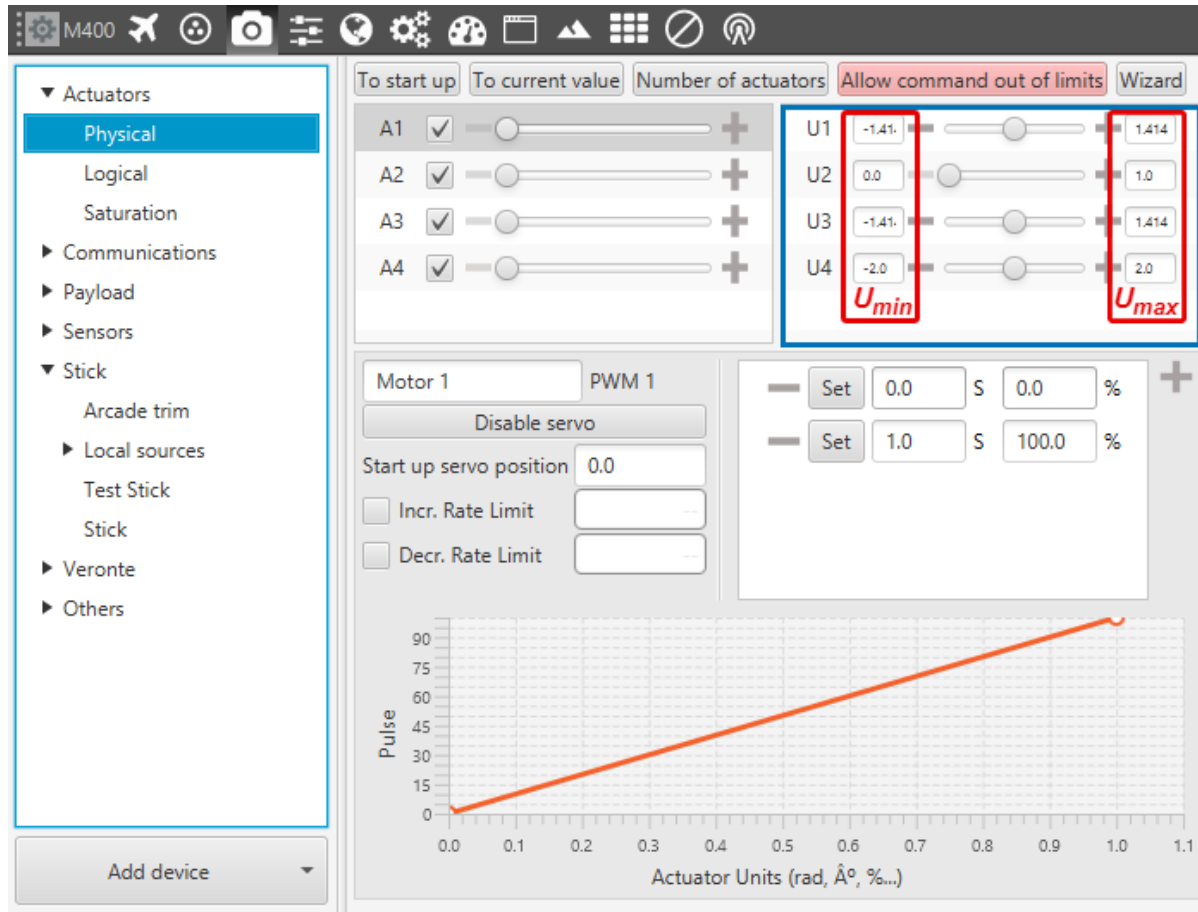 M400
Actuators
Physical
Logical
Saturation
Communications
Payload
Sensors
Stick
Arcade trim
Local sources
Test Stick
Stick
Veronte
Others
Add device
To start up To current value Number of actuators Allow command out of limits Wizard
A1
A2
A3
A4
U1 -1.41 1.414
U2 0.0 1.0
U3 -1.41 1.414
U4 -2.0 2.0
Umin Umax
Motor 1 PWM 1
Disable servo
Start up servo position 0.0
Incr. Rate Limit --
Decr. Rate Limit --
Set 0.0 S 0.0 %
Set 1.0 S 100.0 %
Pulse
90
75
60
45
30
15
0
0.0 0.1 0.2 0.3 0.4 0.5 0.6 0.7 0.8 0.9 1.0 1.1
Actuator Units (rad, Âº, %...)